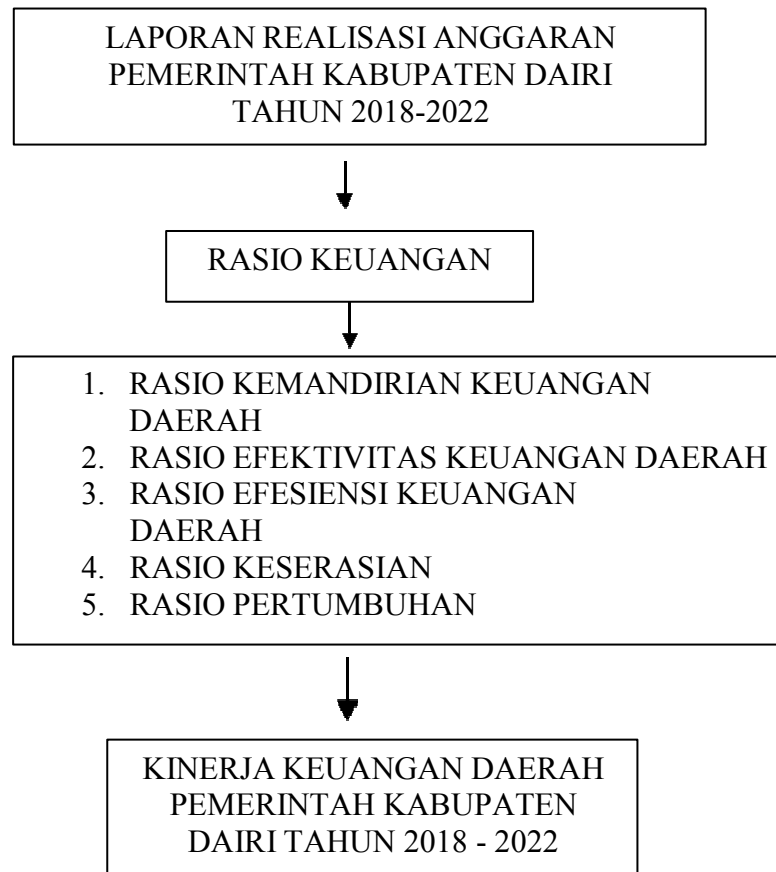 LAPORAN REALISASI ANGGARAN
PEMERINTAH KABUPATEN DAIRI
TAHUN 2018-2022
RASIO KEUANGAN
1. RASIO KEMANDIRIAN KEUANGAN
DAERAH
2. RASIO EFEKTIVITAS KEUANGAN DAERAH
3. RASIO EFESIENSI KEUANGAN
DAERAH
4. RASIO KESERASIAN
5. RASIO PERTUMBUHAN
KINERJA KEUANGAN DAERAH
PEMERINTAH KABUPATEN
DAIRI TAHUN 2018 - 2022